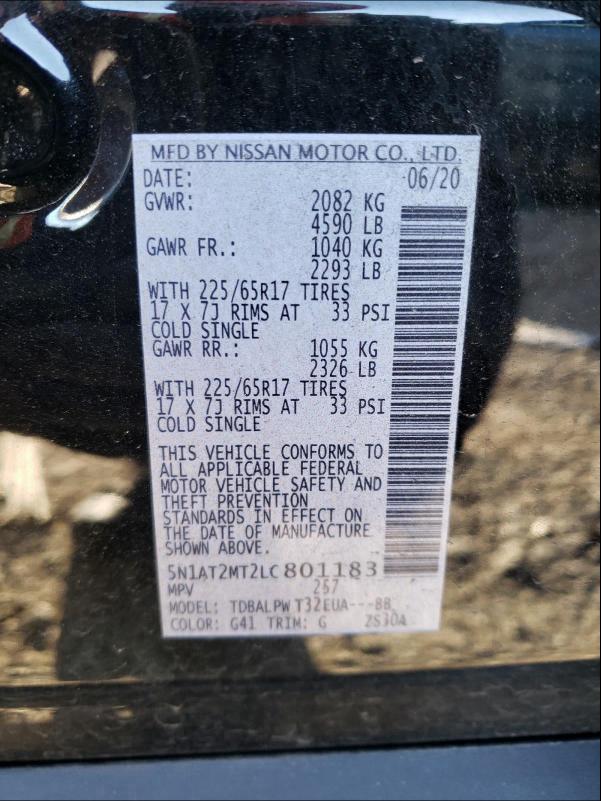 MFD BY NISSAN MOTOR CO., LTD.
DATE: 06/20
GVWR: 2082 KG
4590 LB
GAWR FR.: 1040 KG
2293 LB
WITH 225/65R17 TIRES
17 X 7J RIMS AT 33 PSI
COLD SINGLE
GAWR RR.: 1055 KG
2326 LB
WITH 225/65R17 TIRES
17 X 7J RIMS AT 33 PSI
COLD SINGLE
THIS VEHICLE CONFORMS TO
ALL APPLICABLE FEDERAL
MOTOR VEHICLE SAFETY AND
THEFT PREVENTION
STANDARDS IN EFFECT ON
THE DATE OF MANUFACTURE
SHOWN ABOVE.
5N1AT2MT2LC801183
MPV 257
MODEL: TDBALPW T32EUA---BB
COLOR: G41 TRIM: G ZS30A